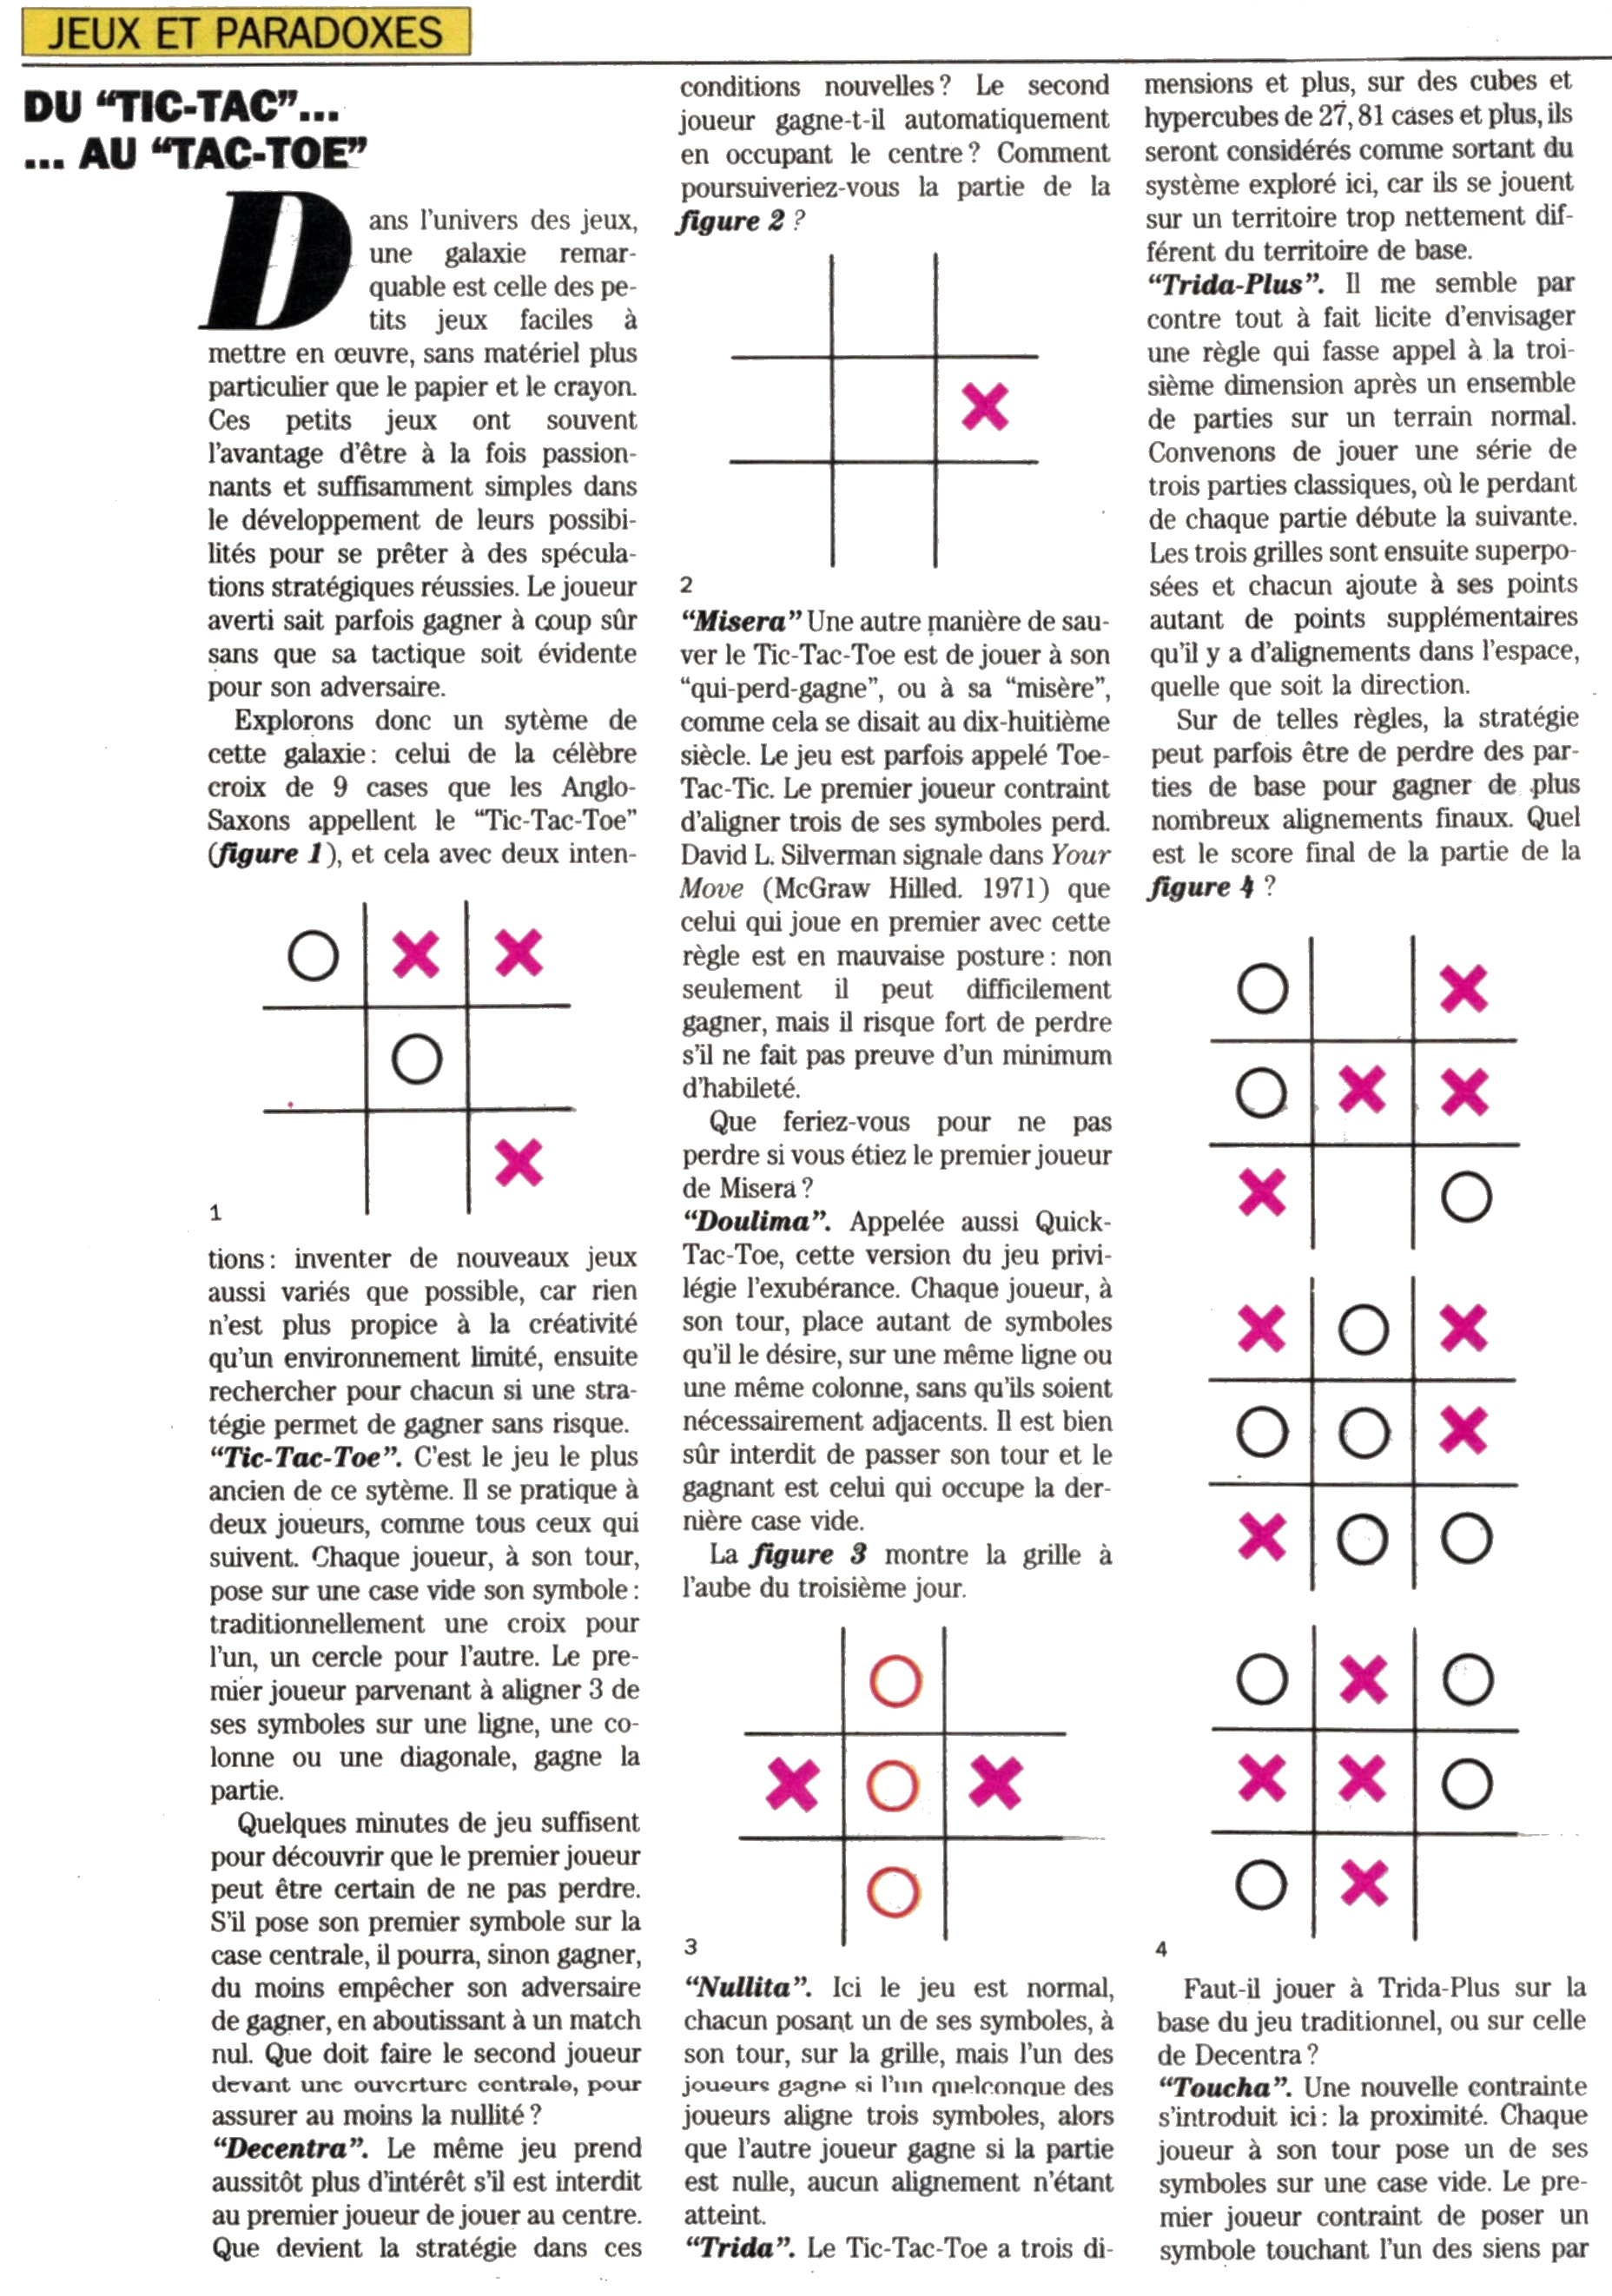 JEUX ET PARADOXES
DU “TIC-TAC”...
... AU “TAC-TOE”
Dans l'univers des jeux,
une galaxie remar-
quable est celle des pe-
tits jeux faciles à
mettre en œuvre, sans matériel plus
particulier que le papier et le crayon.
Ces petits jeux ont souvent
l'avantage d'être à la fois passion-
nants et suffisamment simples dans
le développement de leurs possibi-
lités pour se prêter à des spécula-
tions stratégiques réussies. Le joueur
averti sait parfois gagner à coup sûr
sans que sa tactique soit évidente
pour son adversaire.
Explorons donc un sytème de
cette galaxie : celui de la célèbre
croix de 9 cases que les Anglo-
Saxons appellent le “Tic-Tac-Toe”
(figure 1), et cela avec deux inten-
1
tions : inventer de nouveaux jeux
aussi variés que possible, car rien
n'est plus propice à la créativité
qu'un environnement limité, ensuite
rechercher pour chacun si une stra-
tégie permet de gagner sans risque.
“Tic-Tac-Toe”. C'est le jeu le plus
ancien de ce sytème. Il se pratique à
deux joueurs, comme tous ceux qui
suivent. Chaque joueur, à son tour,
pose sur une case vide son symbole :
traditionnellement une croix pour
l'un, un cercle pour l'autre. Le pre-
mier joueur parvenant à aligner 3 de
ses symboles sur une ligne, une co-
lonne ou une diagonale, gagne la
partie.
Quelques minutes de jeu suffisent
pour découvrir que le premier joueur
peut être certain de ne pas perdre.
S'il pose son premier symbole sur la
case centrale, il pourra, sinon gagner,
du moins empêcher son adversaire
de gagner, en aboutissant à un match
nul. Que doit faire le second joueur
devant une ouverture centrale, pour
assurer au moins la nullité ?
“Decentra”. Le même jeu prend
aussitôt plus d'intérêt s'il est interdit
au premier joueur de jouer au centre.
Que devient la stratégie dans ces
conditions nouvelles ? Le second
joueur gagne-t-il automatiquement
en occupant le centre ? Comment
poursuiveriez-vous la partie de la
figure 2 ?
2
“Misera” Une autre manière de sau-
ver le Tic-Tac-Toe est de jouer à son
“qui-perd-gagne”, ou à sa “misère”,
comme cela se disait au dix-huitième
siècle. Le jeu est parfois appelé Toe-
Tac-Tic. Le premier joueur contraint
d'aligner trois de ses symboles perd.
David L. Silverman signale dans Your
Move (McGraw Hilled. 1971) que
celui qui joue en premier avec cette
règle est en mauvaise posture : non
seulement il peut difficilement
gagner, mais il risque fort de perdre
s'il ne fait pas preuve d'un minimum
d'habileté.
Que feriez-vous pour ne pas
perdre si vous étiez le premier joueur
de Misera ?
“Doulima”. Appelée aussi Quick-
Tac-Toe, cette version du jeu privi-
légie l'exubérance. Chaque joueur, à
son tour, place autant de symboles
qu'il le désire, sur une même ligne ou
une même colonne, sans qu'ils soient
nécessairement adjacents. Il est bien
sûr interdit de passer son tour et le
gagnant est celui qui occupe la der-
nière case vide.
La figure 3 montre la grille à
l'aube du troisième jour.
3
“Nullita”. Ici le jeu est normal,
chacun posant un de ses symboles, à
son tour, sur la grille, mais l'un des
joueurs gagne si l'un quelconque des
joueurs aligne trois symboles, alors
que l'autre joueur gagne si la partie
est nulle, aucun alignement n'étant
atteint.
“Trida”. Le Tic-Tac-Toe a trois di-
mensions et plus, sur des cubes et
hypercubes de 27, 81 cases et plus, ils
seront considérés comme sortant du
système exploré ici, car ils se jouent
sur un territoire trop nettement dif-
férent du territoire de base.
“Trida-Plus”. Il me semble par
contre tout à fait licite d'envisager
une règle qui fasse appel à la troi-
sième dimension après un ensemble
de parties sur un terrain normal.
Convenons de jouer une série de
trois parties classiques, où le perdant
de chaque partie débute la suivante.
Les trois grilles sont ensuite superpo-
sées et chacun ajoute à ses points
autant de points supplémentaires
qu'il y a d'alignements dans l'espace,
quelle que soit la direction.
Sur de telles règles, la stratégie
peut parfois être de perdre des par-
ties de base pour gagner de plus
nombreux alignements finaux. Quel
est le score final de la partie de la
figure 4 ?
4
Faut-il jouer à Trida-Plus sur la
base du jeu traditionnel, ou sur celle
de Decentra ?
“Toucha”. Une nouvelle contrainte
s'introduit ici : la proximité. Chaque
joueur à son tour pose un de ses
symboles sur une case vide. Le pre-
mier joueur contraint de poser un
symbole touchant l'un des siens par